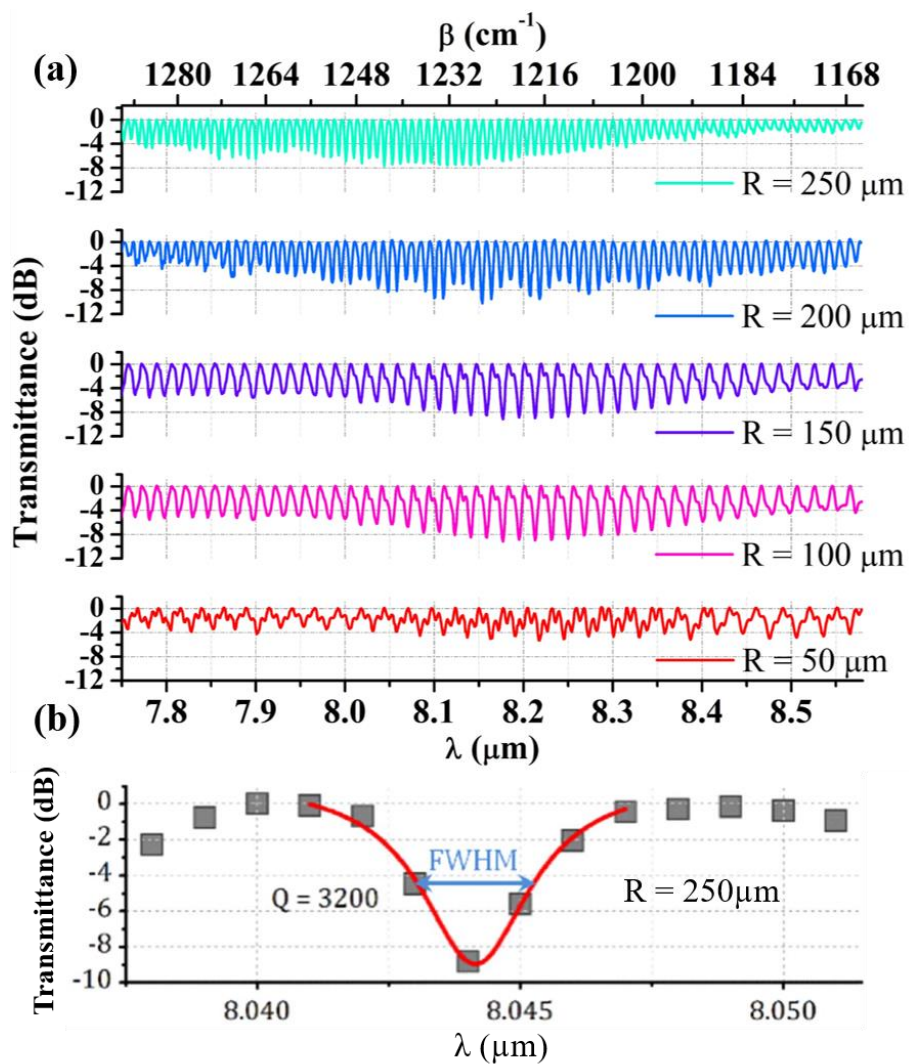 β (cm⁻¹)
(a)
1280 1264 1248 1232 1216 1200 1184 1168
Transmittance (dB)
0
-4
-8
-12
R = 250 μm
0
-4
-8
-12
R = 200 μm
0
-4
-8
-12
R = 150 μm
0
-4
-8
-12
R = 100 μm
0
-4
-8
-12
R = 50 μm
7.8 7.9 8.0 8.1 8.2 8.3 8.4 8.5
λ (μm)
(b)
Transmittance (dB)
0
-2
-4
-6
-8
-10
FWHM
Q = 3200
R = 250μm
8.040 8.045 8.050
λ (μm)